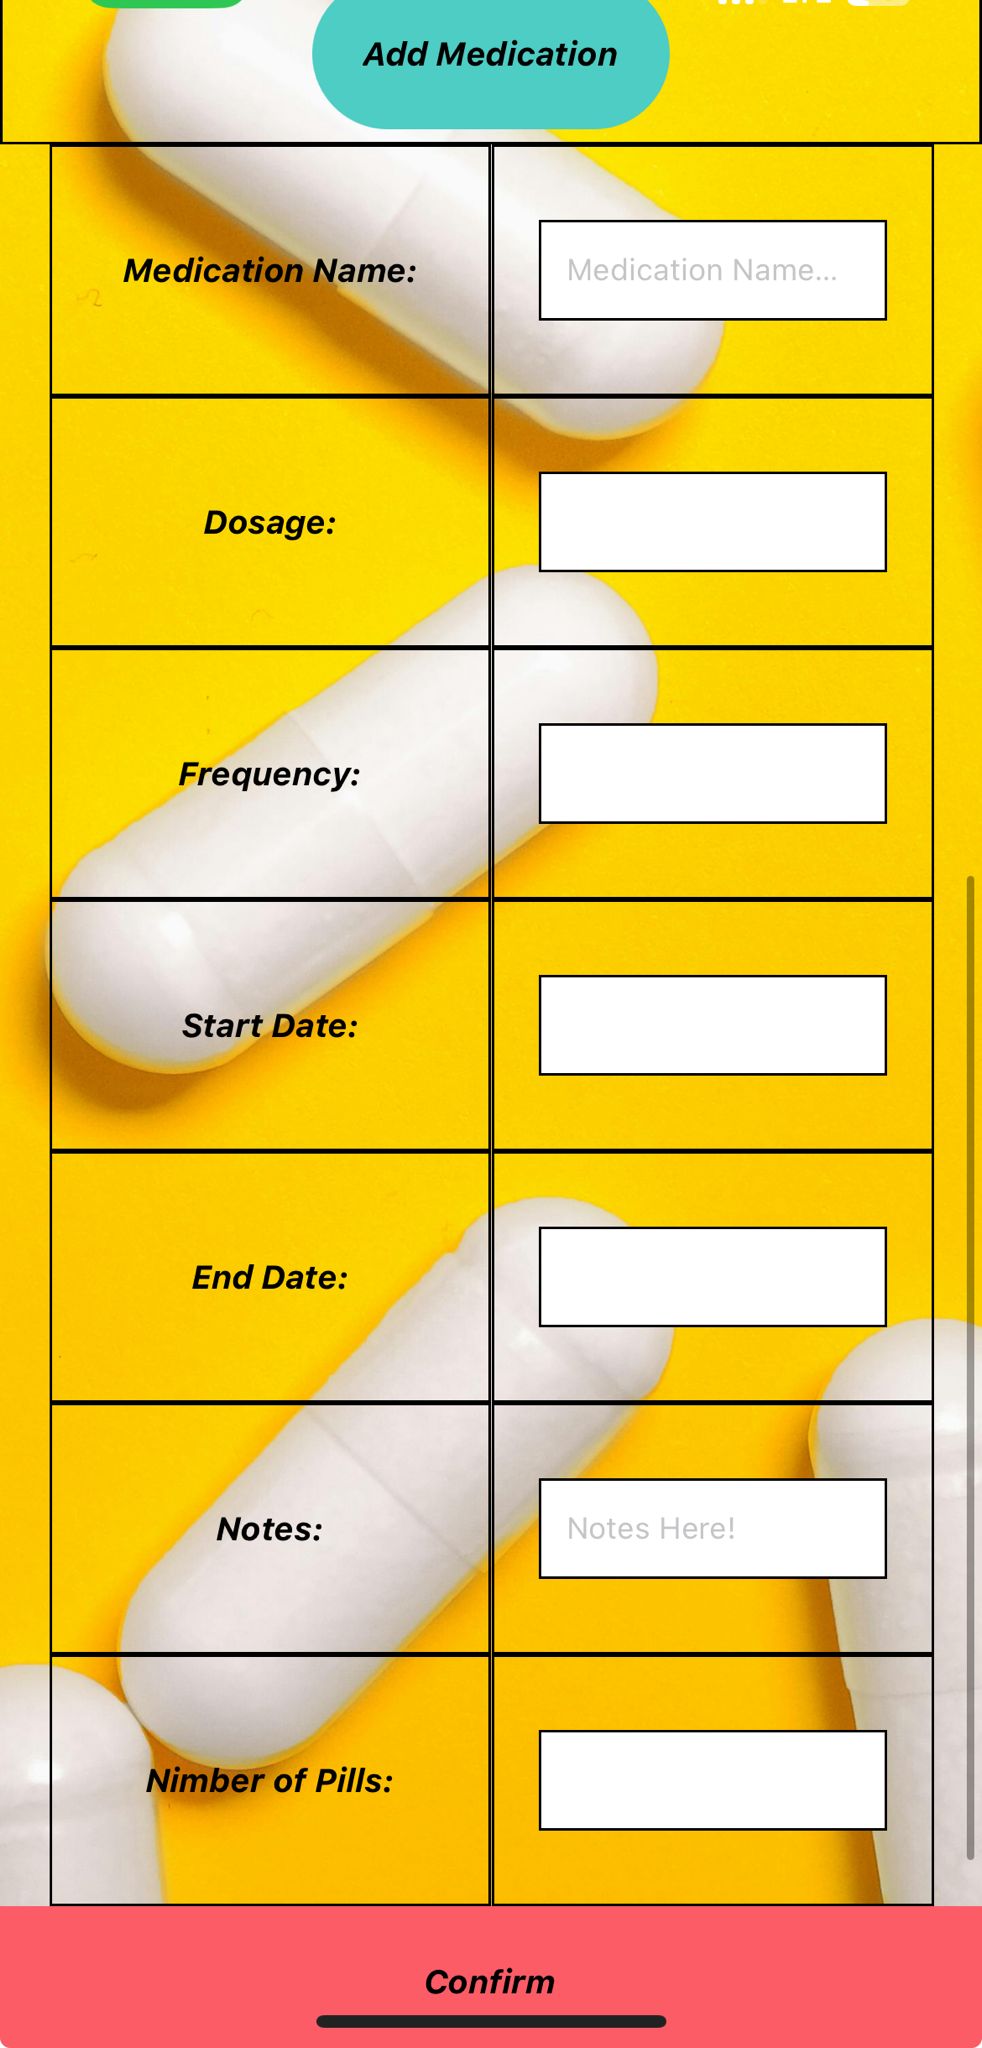 Add Medication
Medication Name:
Medication Name...
Dosage:
Frequency:
Start Date:
End Date:
Notes:
Notes Here!
Nimber of Pills:
Confirm